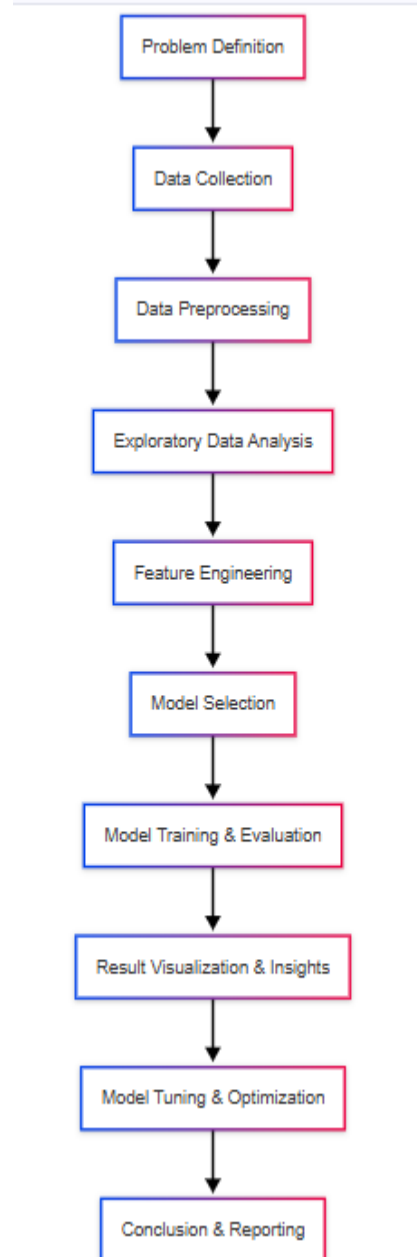 Problem Definition
Data Collection
Data Preprocessing
Exploratory Data Analysis
Feature Engineering
Model Selection
Model Training & Evaluation
Result Visualization & Insights
Model Tuning & Optimization
Conclusion & Reporting